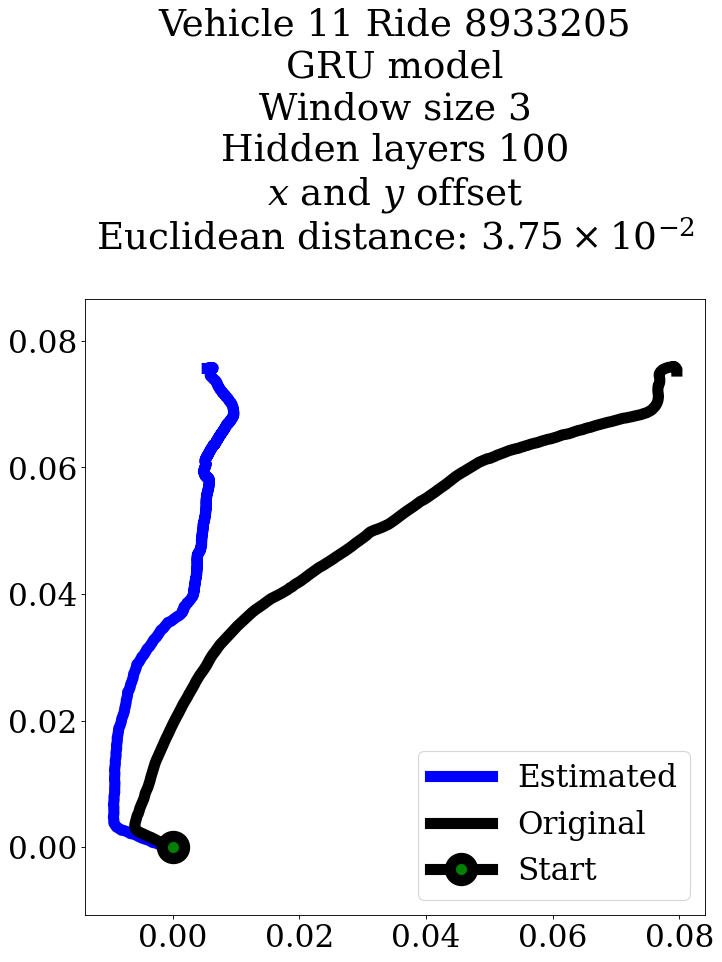 Vehicle 11 Ride 8933205
GRU model
Window size 3
Hidden layers 100
x and y offset
Euclidean distance: 3.75 × 10⁻²
0.08
0.06
0.04
0.02
0.00
Estimated
Original
Start
0.00 0.02 0.04 0.06 0.08